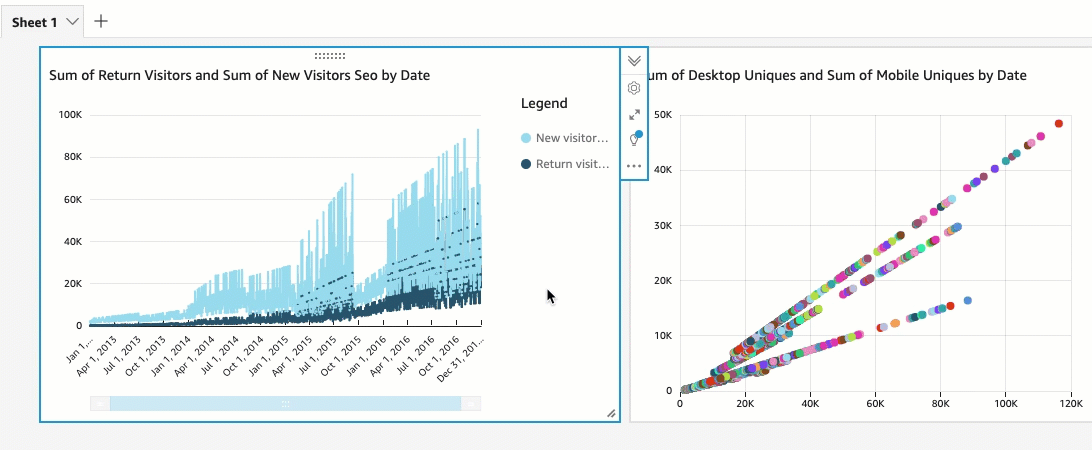 Sheet 1
Sum of Return Visitors and Sum of New Visitors Seo by Date
Legend
New visitor...
Return visit...
100K
80K
60K
40K
20K
0
Jan 1,...
Apr 1, 2013
Jul 1, 2013
Oct 1, 2013
Jan 1, 2014
Apr 1, 2014
Jul 1, 2014
Oct 1, 2014
Jan 1, 2015
Apr 1, 2015
Jul 1, 2015
Oct 1, 2015
Jan 1, 2016
Apr 1, 2016
Jul 1, 2016
Oct 1, 2016
Dec 31, 201...
um of Desktop Uniques and Sum of Mobile Uniques by Date
50K
40K
30K
20K
10K
0
0
20K
40K
60K
80K
100K
120K